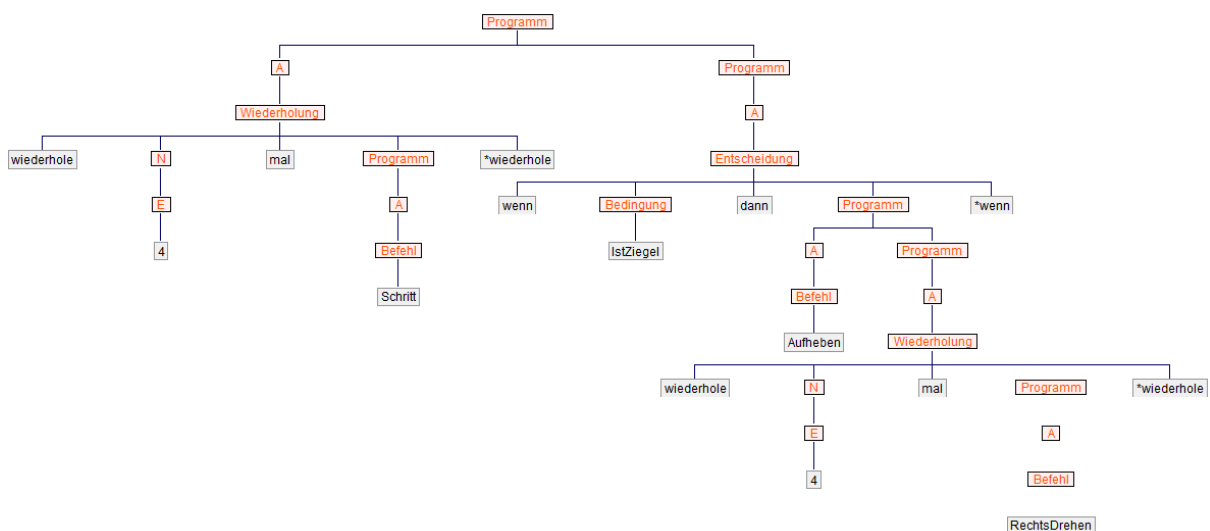 Programm
A Programm
Wiederholung A
wiederhole N mal Programm *wiederhole Entscheidung
E A wenn Bedingung dann Programm *wenn
4 Befehl IstZiegel A Programm
Schritt Befehl A
Aufheben Wiederholung
wiederhole N mal Programm *wiederhole
E A
4 Befehl
RechtsDrehen